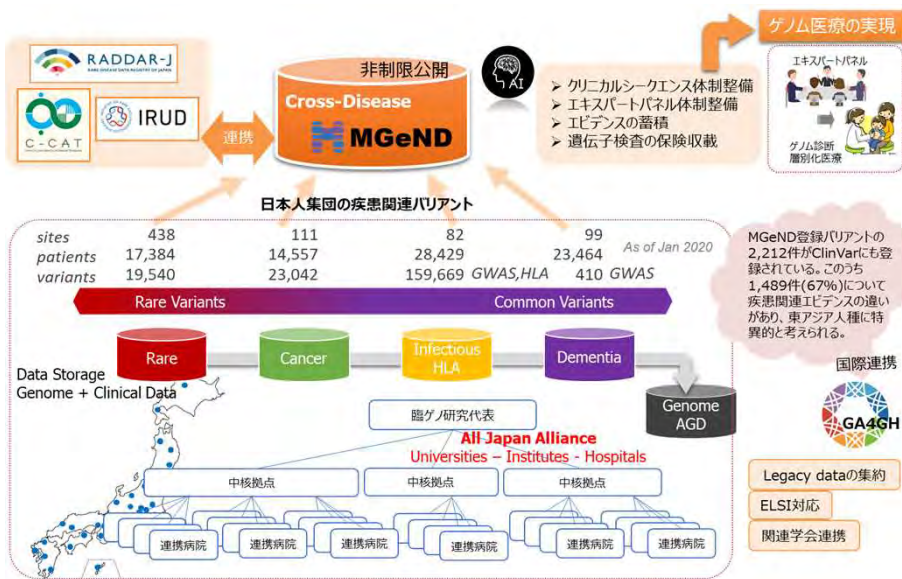 RADDAR-J
RARE DISEASE DATA REGISTRY OF JAPAN
C-CAT
IRUD
連携
非制限公開
Cross-Disease
MGeND
AI
➢ クリニカルシークエンス体制整備
➢ エキスパートパネル体制整備
➢ エビデンスの蓄積
➢ 遺伝子検査の保険収載
ゲノム医療の実現
エキスパートパネル
ゲノム診断
層別化医療
日本人集団の疾患関連バリアント
sites 438 111 82 99
patients 17,384 14,557 28,429 23,464 As of Jan 2020
variants 19,540 23,042 159,669 GWAS,HLA 410 GWAS
Rare Variants Common Variants
Rare
Cancer
Infectious
HLA
Dementia
Data Storage
Genome + Clinical Data
Genome
AGD
臨ゲノ研究代表
All Japan Alliance
Universities – Institutes - Hospitals
中核拠点 中核拠点 中核拠点
連携病院 連携病院 連携病院 連携病院 連携病院 連携病院
MGeND登録バリアントの
2,212件がClinVarにも登
録されている。このうち
1,489件(67%)について
疾患関連エビデンスの違い
があり、東アジア人種に特
異的と考えられる。
国際連携
GA4GH
Legacy dataの集約
ELSI対応
関連学会連携